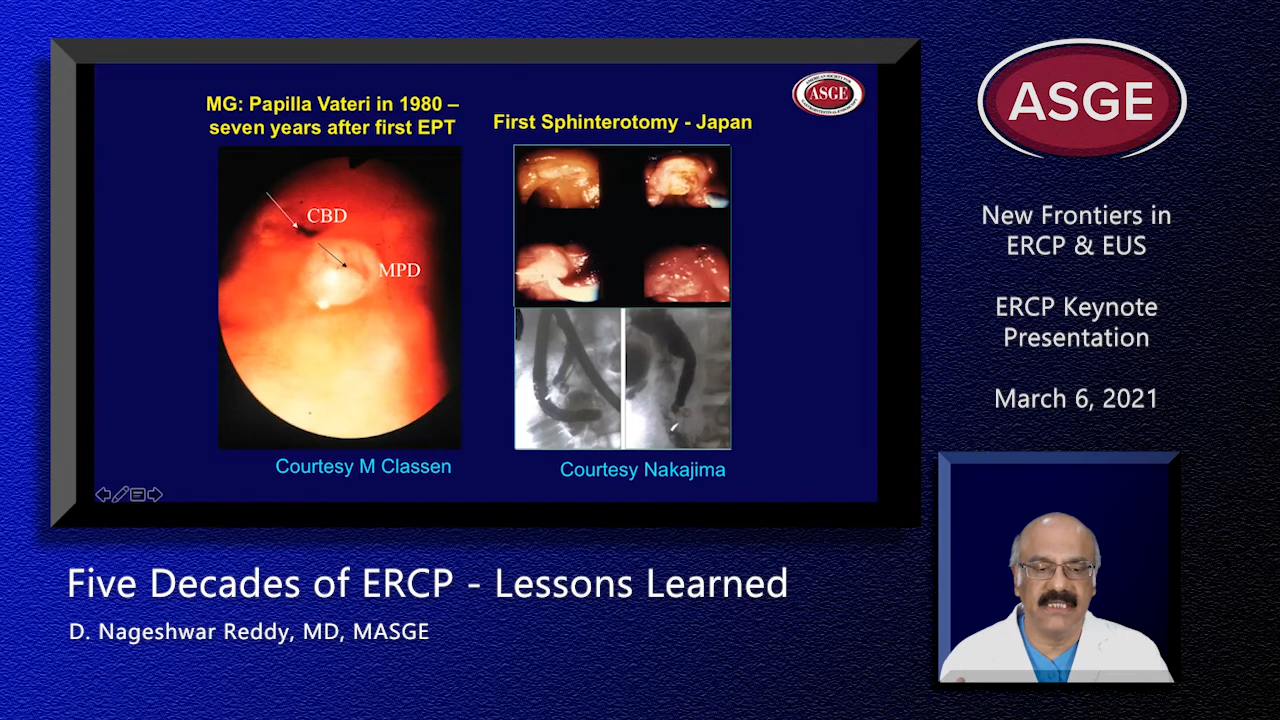 MG: Papilla Vateri in 1980 –
seven years after first EPT
First Sphinterotomy - Japan
ASGE
CBD
MPD
Courtesy M Classen
Courtesy Nakajima
ASGE
New Frontiers in
ERCP & EUS
ERCP Keynote
Presentation
March 6, 2021
Five Decades of ERCP - Lessons Learned
D. Nageshwar Reddy, MD, MASGE